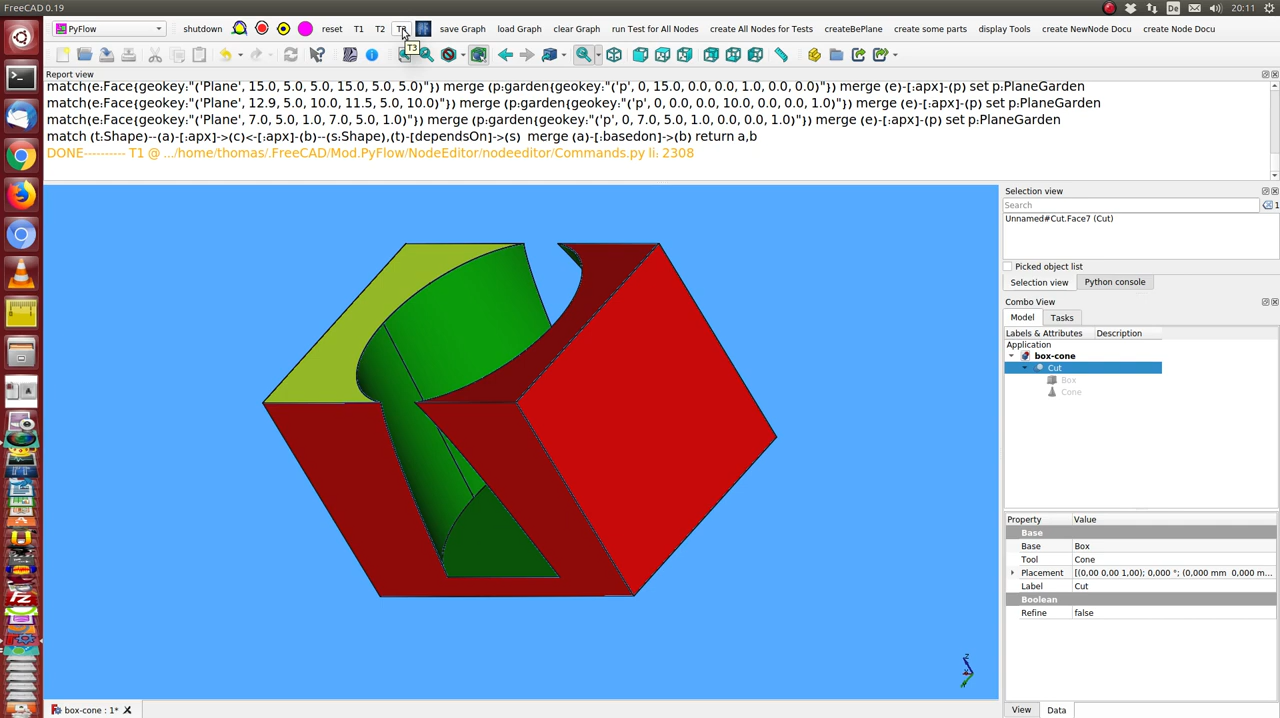 FreeCAD 0.19
De
20:11
PyFlow
shutdown
reset
T1
T2
save Graph
load Graph
clear Graph
run Test for All Nodes
create All Nodes for Tests
createBePlane
create some parts
display Tools
create NewNode Docu
create Node Docu
T3
Report view
match(e:Face{geokey:"('Plane', 15.0, 5.0, 5.0, 15.0, 5.0, 5.0)"}) merge (p:garden{geokey:"('p', 0, 15.0, 0.0, 0.0, 1.0, 0.0, 0.0)"}) merge (e)-[:apx]-(p) set p:PlaneGarden
match(e:Face{geokey:"('Plane', 12.9, 5.0, 10.0, 11.5, 5.0, 10.0)"}) merge (p:garden{geokey:"('p', 0, 0.0, 0.0, 10.0, 0.0, 0.0, 1.0)"}) merge (e)-[:apx]-(p) set p:PlaneGarden
match(e:Face{geokey:"('Plane', 7.0, 5.0, 1.0, 7.0, 5.0, 1.0)"}) merge (p:garden{geokey:"('p', 0, 7.0, 5.0, 1.0, 0.0, 0.0, 1.0)"}) merge (e)-[:apx]-(p) set p:PlaneGarden
match (t:Shape)--(a)-[:apx]->(c)<-[:apx]-(b)--(s:Shape),(t)-[dependsOn]->(s)  merge (a)-[:basedon]->(b) return a,b
DONE---------- T1 @ .../home/thomas/.FreeCAD/Mod.PyFlow/NodeEditor/nodeeditor/Commands.py li: 2308
Selection view
Search
1
Unnamed#Cut.Face7 (Cut)
Picked object list
Selection view
Python console
Combo View
Model
Tasks
Labels & Attributes
Description
Application
box-cone
Cut
Box
Cone
Property
Value
Base
Base
Box
Tool
Cone
Placement
[(0,00 0,00 1,00); 0,000 °; (0,000 mm  0,000 m...
Label
Cut
Boolean
Refine
false
z
box-cone : 1*
View
Data